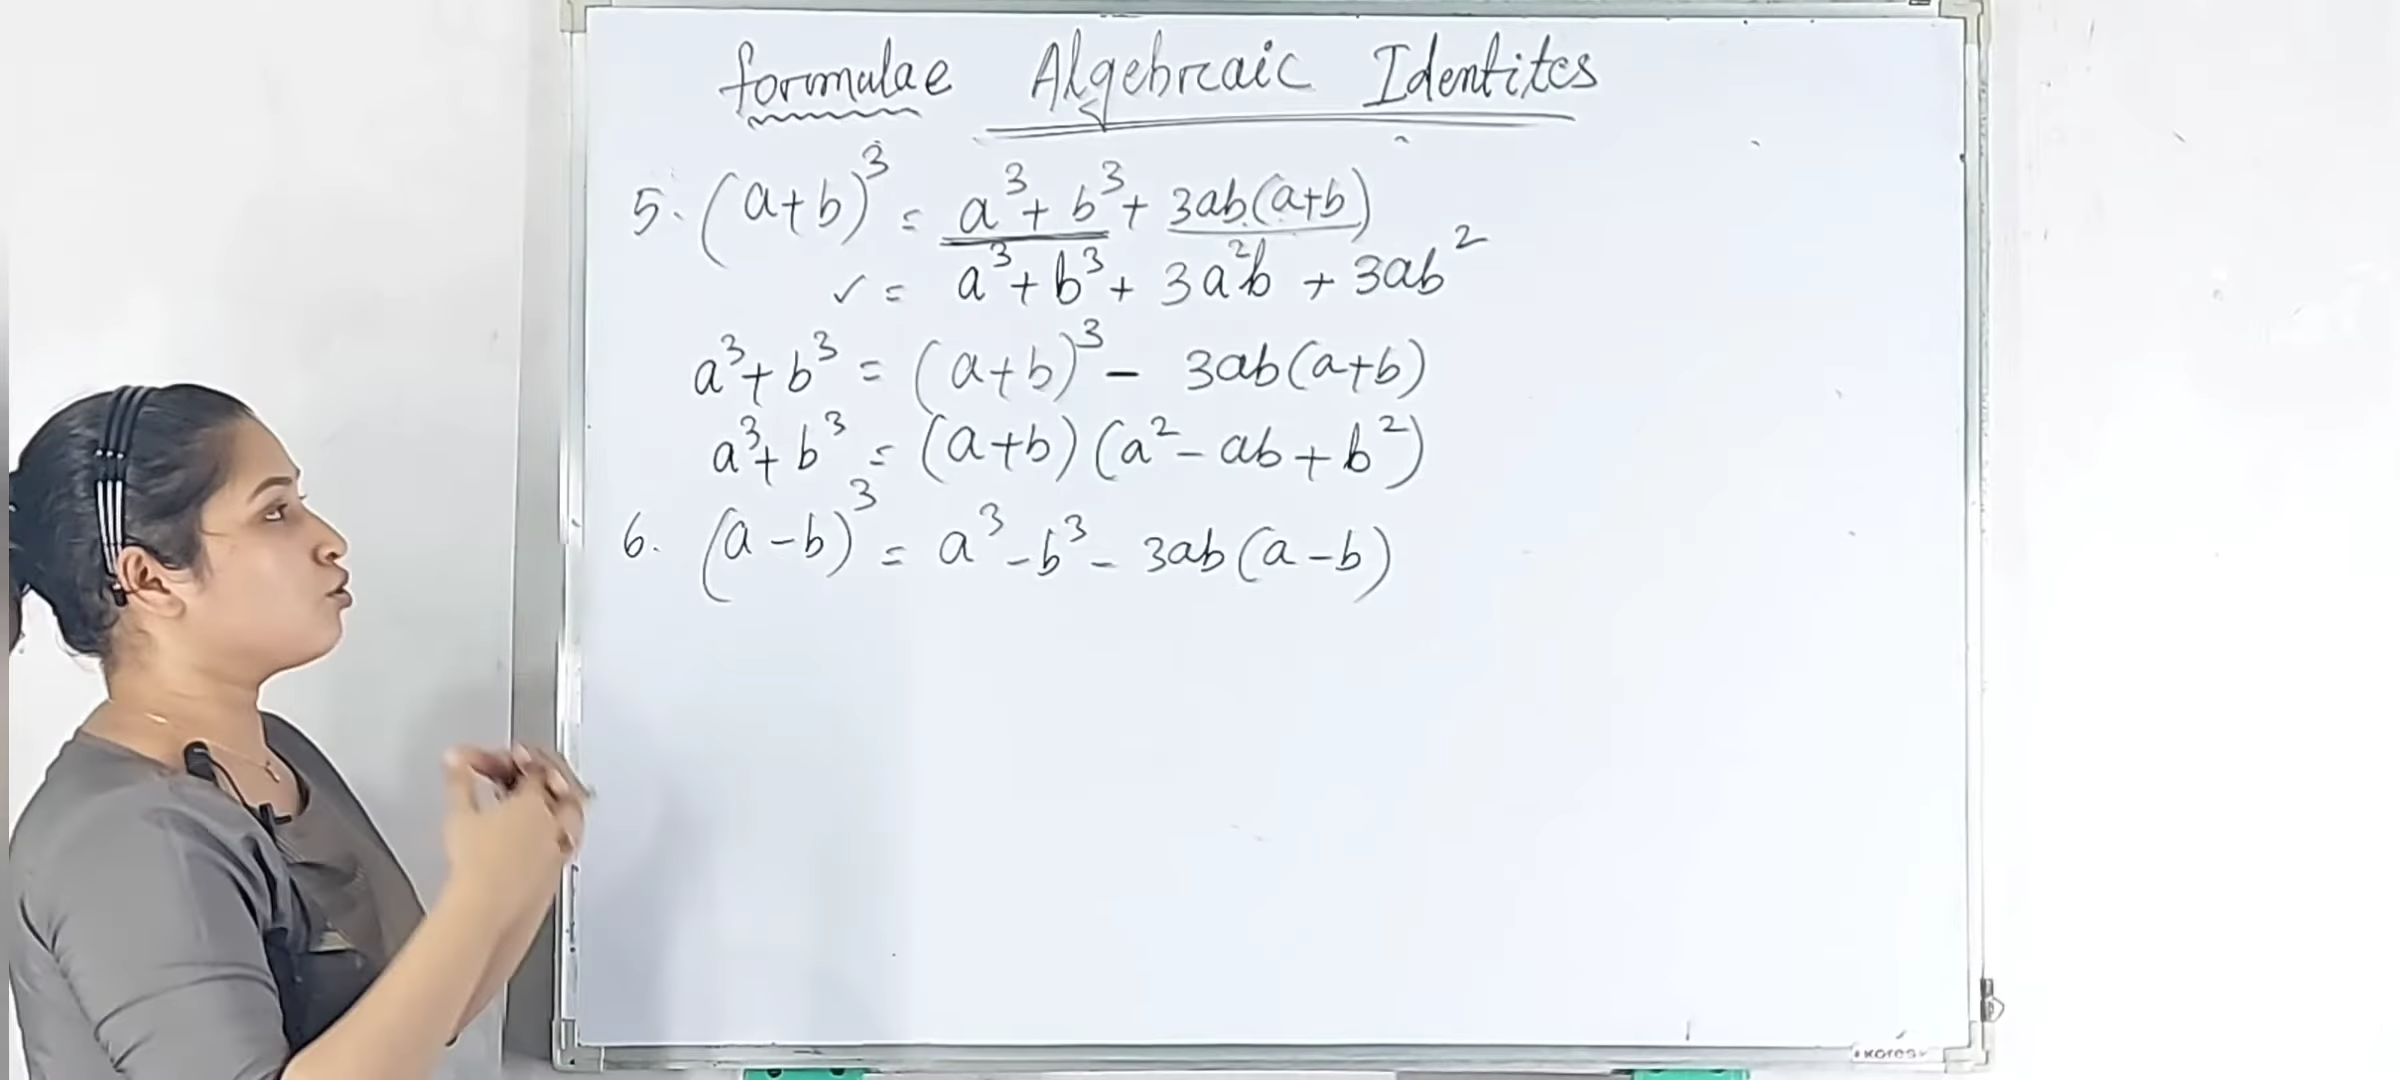 formulae Algebraic Identites
5. (a+b)³ = a³ + b³ + 3ab(a+b)
✓ = a³ + b³ + 3a²b + 3ab²
a³ + b³ = (a+b)³ - 3ab(a+b)
a³ + b³ = (a+b) (a² - ab + b²)
6. (a-b)³ = a³ - b³ - 3ab(a-b)
kores